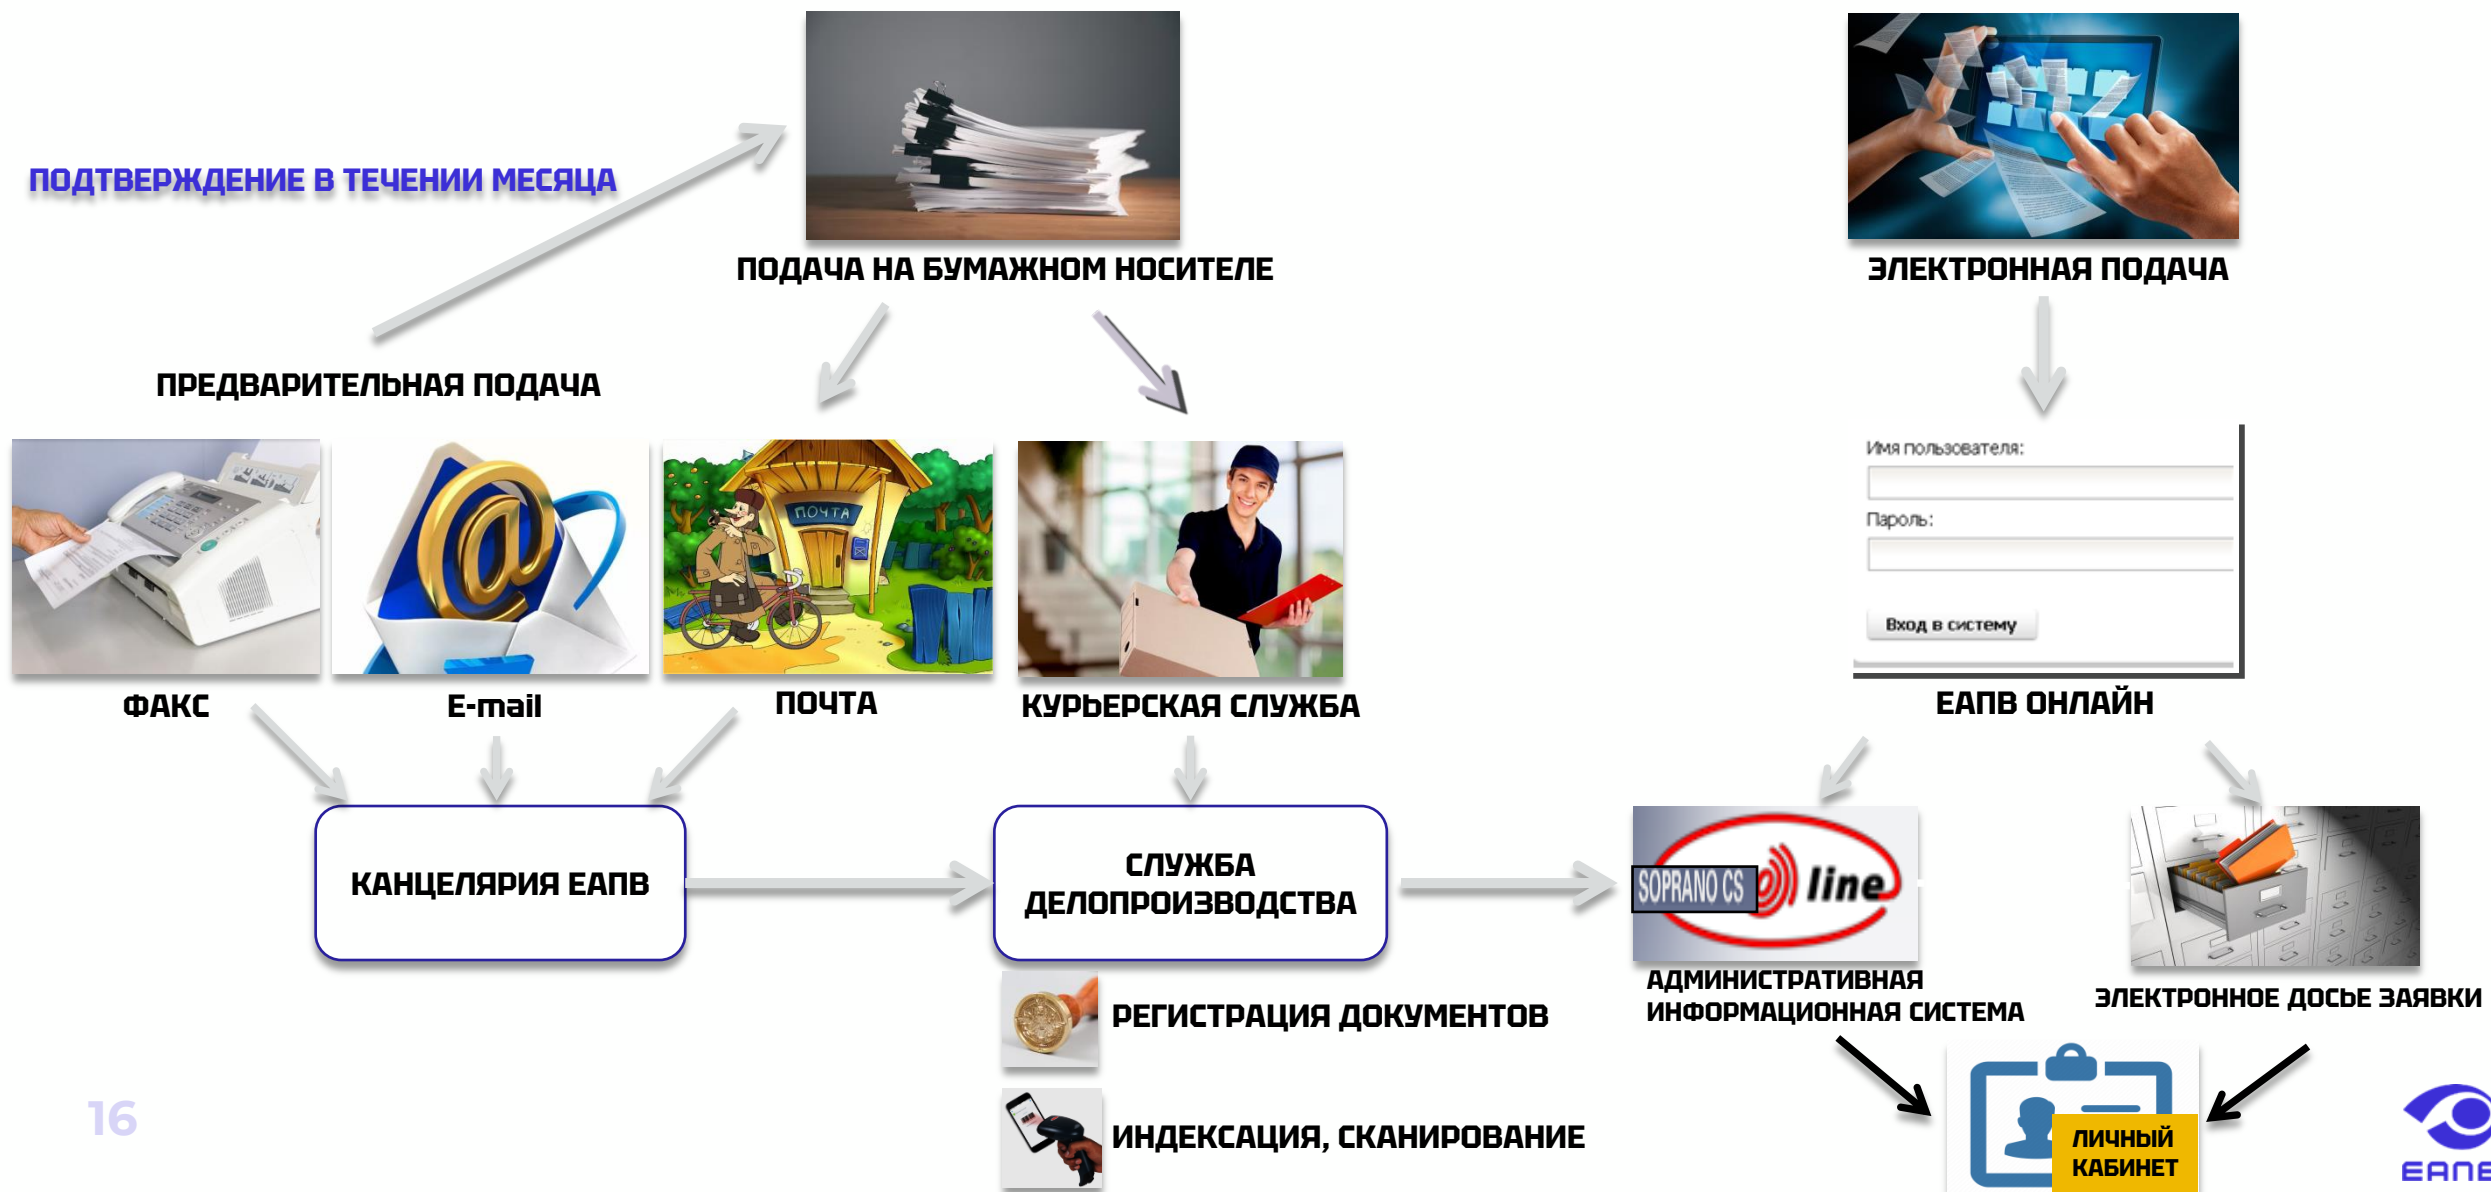 ПОДТВЕРЖДЕНИЕ В ТЕЧЕНИИ МЕСЯЦА
ПОДАЧА НА БУМАЖНОМ НОСИТЕЛЕ
ЭЛЕКТРОННАЯ ПОДАЧА
ПРЕДВАРИТЕЛЬНАЯ ПОДАЧА
ПОЧТА
Имя пользователя:
Пароль:
Вход в систему
ФАКС
E-mail
ПОЧТА
КУРЬЕРСКАЯ СЛУЖБА
ЕАПВ ОНЛАЙН
КАНЦЕЛЯРИЯ ЕАПВ
СЛУЖБА
ДЕЛОПРОИЗВОДСТВА
SOPRANO CS
line
АДМИНИСТРАТИВНАЯ
ИНФОРМАЦИОННАЯ СИСТЕМА
ЭЛЕКТРОННОЕ ДОСЬЕ ЗАЯВКИ
РЕГИСТРАЦИЯ ДОКУМЕНТОВ
ИНДЕКСАЦИЯ, СКАНИРОВАНИЕ
ЛИЧНЫЙ
КАБИНЕТ
16